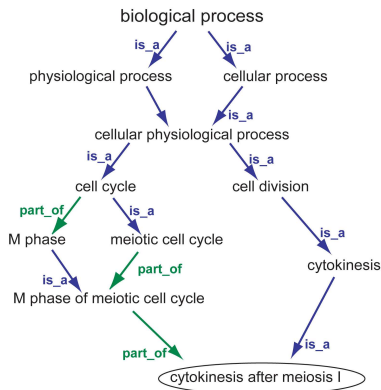 biological process
is_a
is_a
physiological process
cellular process
is_a
cellular physiological process
is_a
is_a
cell cycle
cell division
part_of
is_a
M phase
meiotic cell cycle
is_a
part_of
cytokinesis
is_a
M phase of meiotic cell cycle
part_of
is_a
cytokinesis after meiosis I